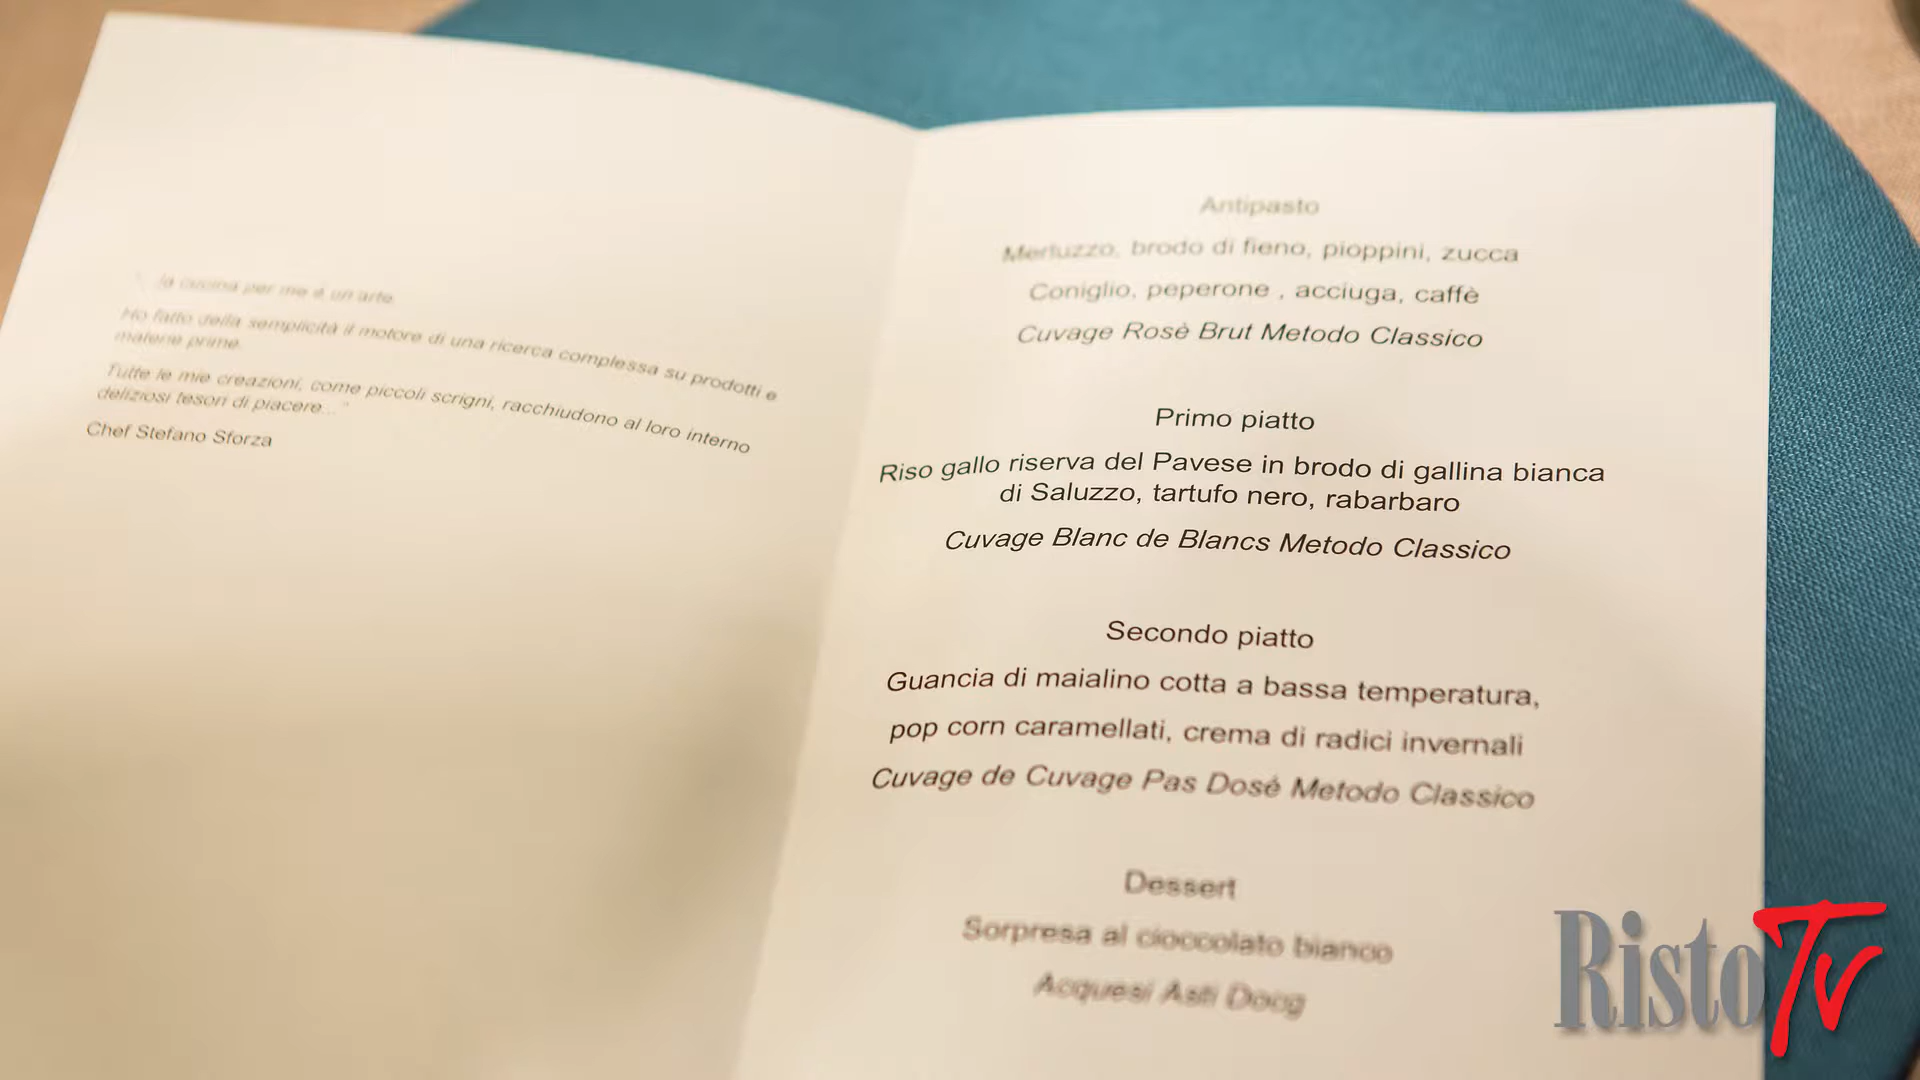 " la cucina per me è un'arte.
Ho fatto della semplicità il motore di una ricerca complessa su prodotti e
materie prime.
Tutte le mie creazioni, come piccoli scrigni, racchiudono al loro interno
deliziosi tesori di piacere... "
Chef Stefano Sforza
Antipasto
Merluzzo, brodo di fieno, pioppini, zucca
Coniglio, peperone , acciuga, caffè
Cuvage Rosè Brut Metodo Classico
Primo piatto
Riso gallo riserva del Pavese in brodo di gallina bianca
di Saluzzo, tartufo nero, rabarbaro
Cuvage Blanc de Blancs Metodo Classico
Secondo piatto
Guancia di maialino cotta a bassa temperatura,
pop corn caramellati, crema di radici invernali
Cuvage de Cuvage Pas Dosé Metodo Classico
Dessert
Sorpresa al cioccolato bianco
Acquesi Asti Docg
RistoTv